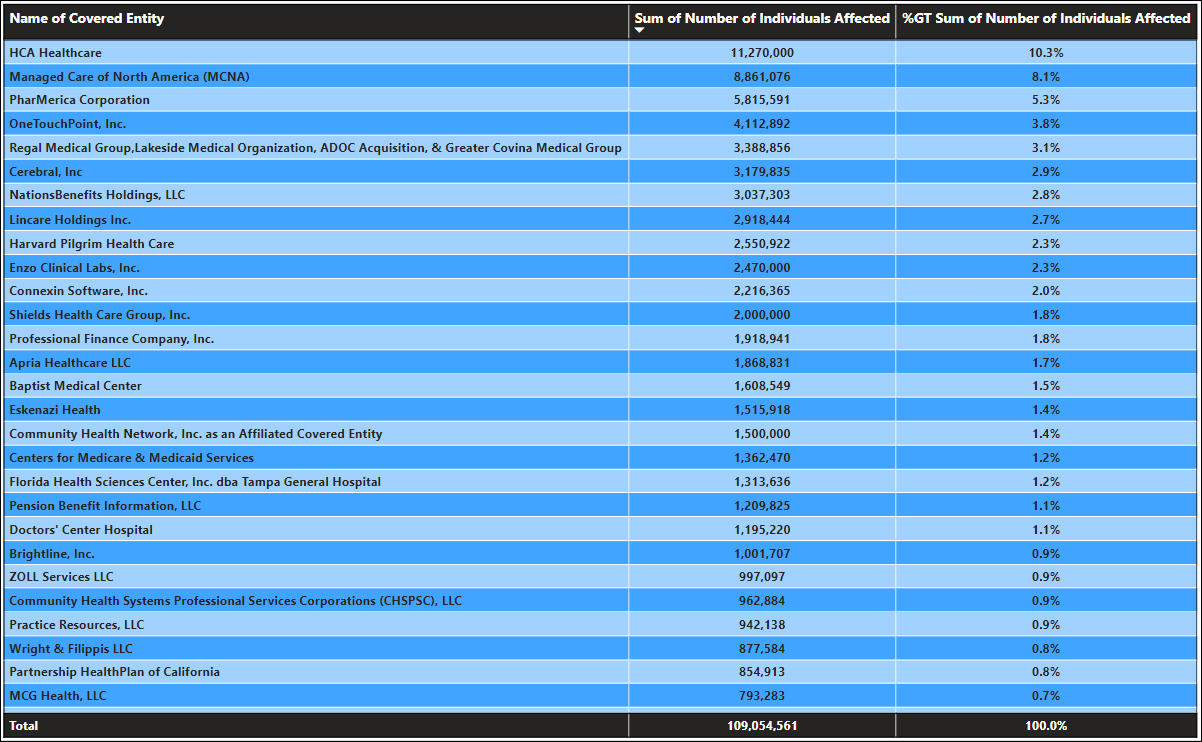 Name of Covered Entity Sum of Number of Individuals Affected %GT Sum of Number of Individuals Affected
HCA Healthcare 11,270,000 10.3%
Managed Care of North America (MCNA) 8,861,076 8.1%
PharMerica Corporation 5,815,591 5.3%
OneTouchPoint, Inc. 4,112,892 3.8%
Regal Medical Group,Lakeside Medical Organization, ADOC Acquisition, & Greater Covina Medical Group 3,388,856 3.1%
Cerebral, Inc 3,179,835 2.9%
NationsBenefits Holdings, LLC 3,037,303 2.8%
Lincare Holdings Inc. 2,918,444 2.7%
Harvard Pilgrim Health Care 2,550,922 2.3%
Enzo Clinical Labs, Inc. 2,470,000 2.3%
Connexin Software, Inc. 2,216,365 2.0%
Shields Health Care Group, Inc. 2,000,000 1.8%
Professional Finance Company, Inc. 1,918,941 1.8%
Apria Healthcare LLC 1,868,831 1.7%
Baptist Medical Center 1,608,549 1.5%
Eskenazi Health 1,515,918 1.4%
Community Health Network, Inc. as an Affiliated Covered Entity 1,500,000 1.4%
Centers for Medicare & Medicaid Services 1,362,470 1.2%
Florida Health Sciences Center, Inc. dba Tampa General Hospital 1,313,636 1.2%
Pension Benefit Information, LLC 1,209,825 1.1%
Doctors' Center Hospital 1,195,220 1.1%
Brightline, Inc. 1,001,707 0.9%
ZOLL Services LLC 997,097 0.9%
Community Health Systems Professional Services Corporations (CHSPSC), LLC 962,884 0.9%
Practice Resources, LLC 942,138 0.9%
Wright & Filippis LLC 877,584 0.8%
Partnership HealthPlan of California 854,913 0.8%
MCG Health, LLC 793,283 0.7%
Total 109,054,561 100.0%